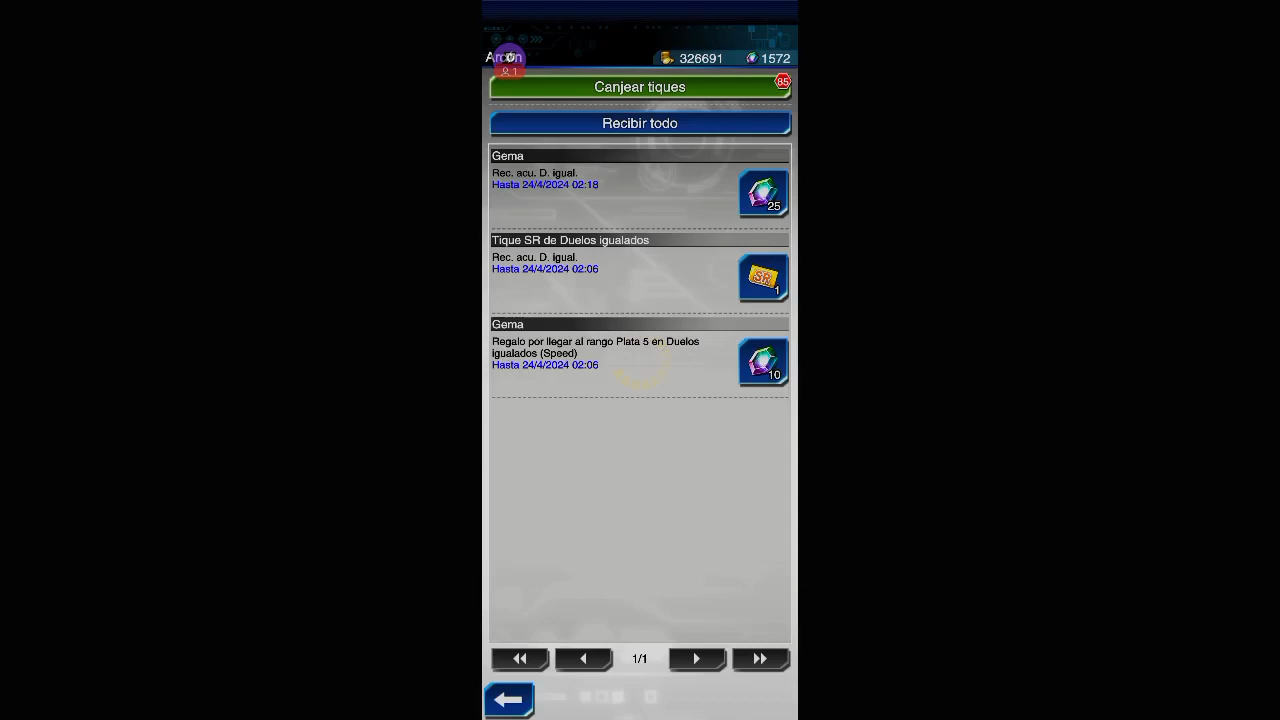 326691
1572
1
Canjear tiques
85
Recibir todo
Gema
Rec. acu. D. igual.
Hasta 24/4/2024 02:18
25
Tique SR de Duelos igualados
Rec. acu. D. igual.
Hasta 24/4/2024 02:06
SR
1
Gema
Regalo por llegar al rango Plata 5 en Duelos
igualados (Speed)
Hasta 24/4/2024 02:06
10
1/1